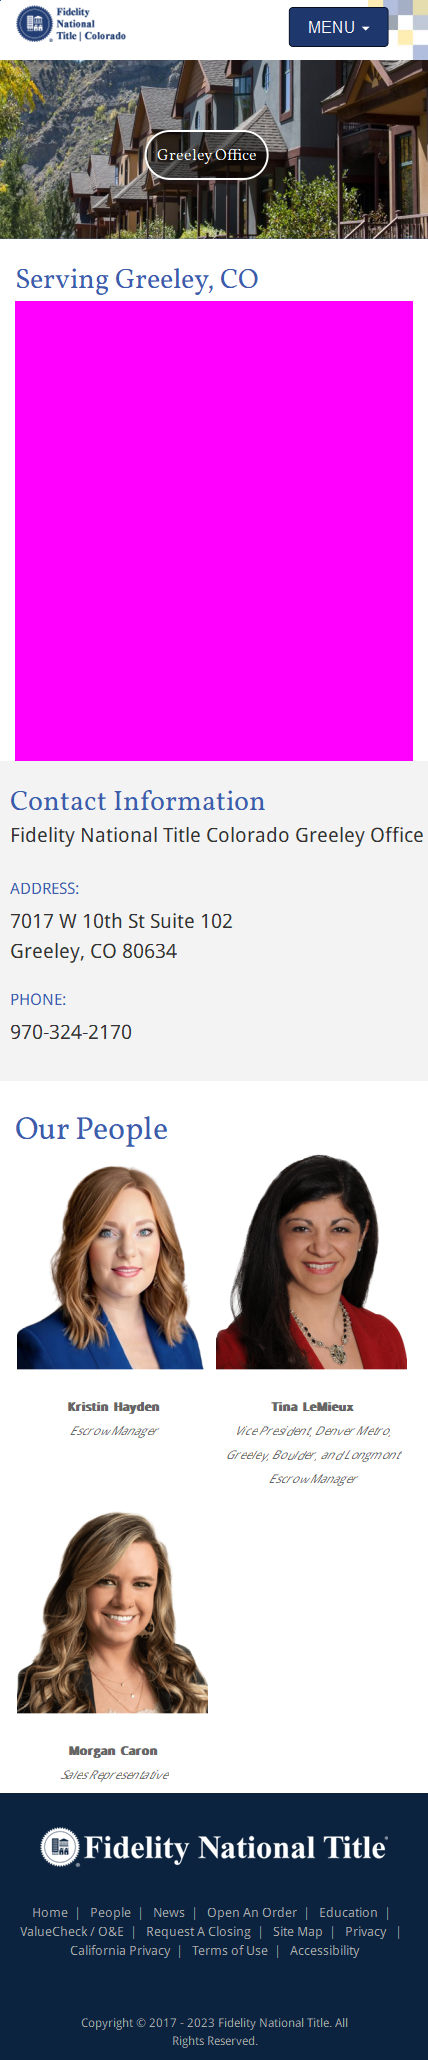 Fidelity
National
Title | Colorado
MENU
Greeley Office
Serving Greeley, CO
Contact Information
Fidelity National Title Colorado Greeley Office
ADDRESS:
7017 W 10th St Suite 102
Greeley, CO 80634
PHONE:
970-324-2170
Our People
Kristin Hayden
Escrow Manager
Tina LeMieux
Vice President, Denver Metro,
Greeley, Boulder, and Longmont
Escrow Manager
Morgan Caron
Sales Representative
Fidelity National Title
Home | People | News | Open An Order | Education |
ValueCheck / O&E | Request A Closing | Site Map | Privacy |
California Privacy | Terms of Use | Accessibility
Copyright © 2017 - 2023 Fidelity National Title. All
Rights Reserved.